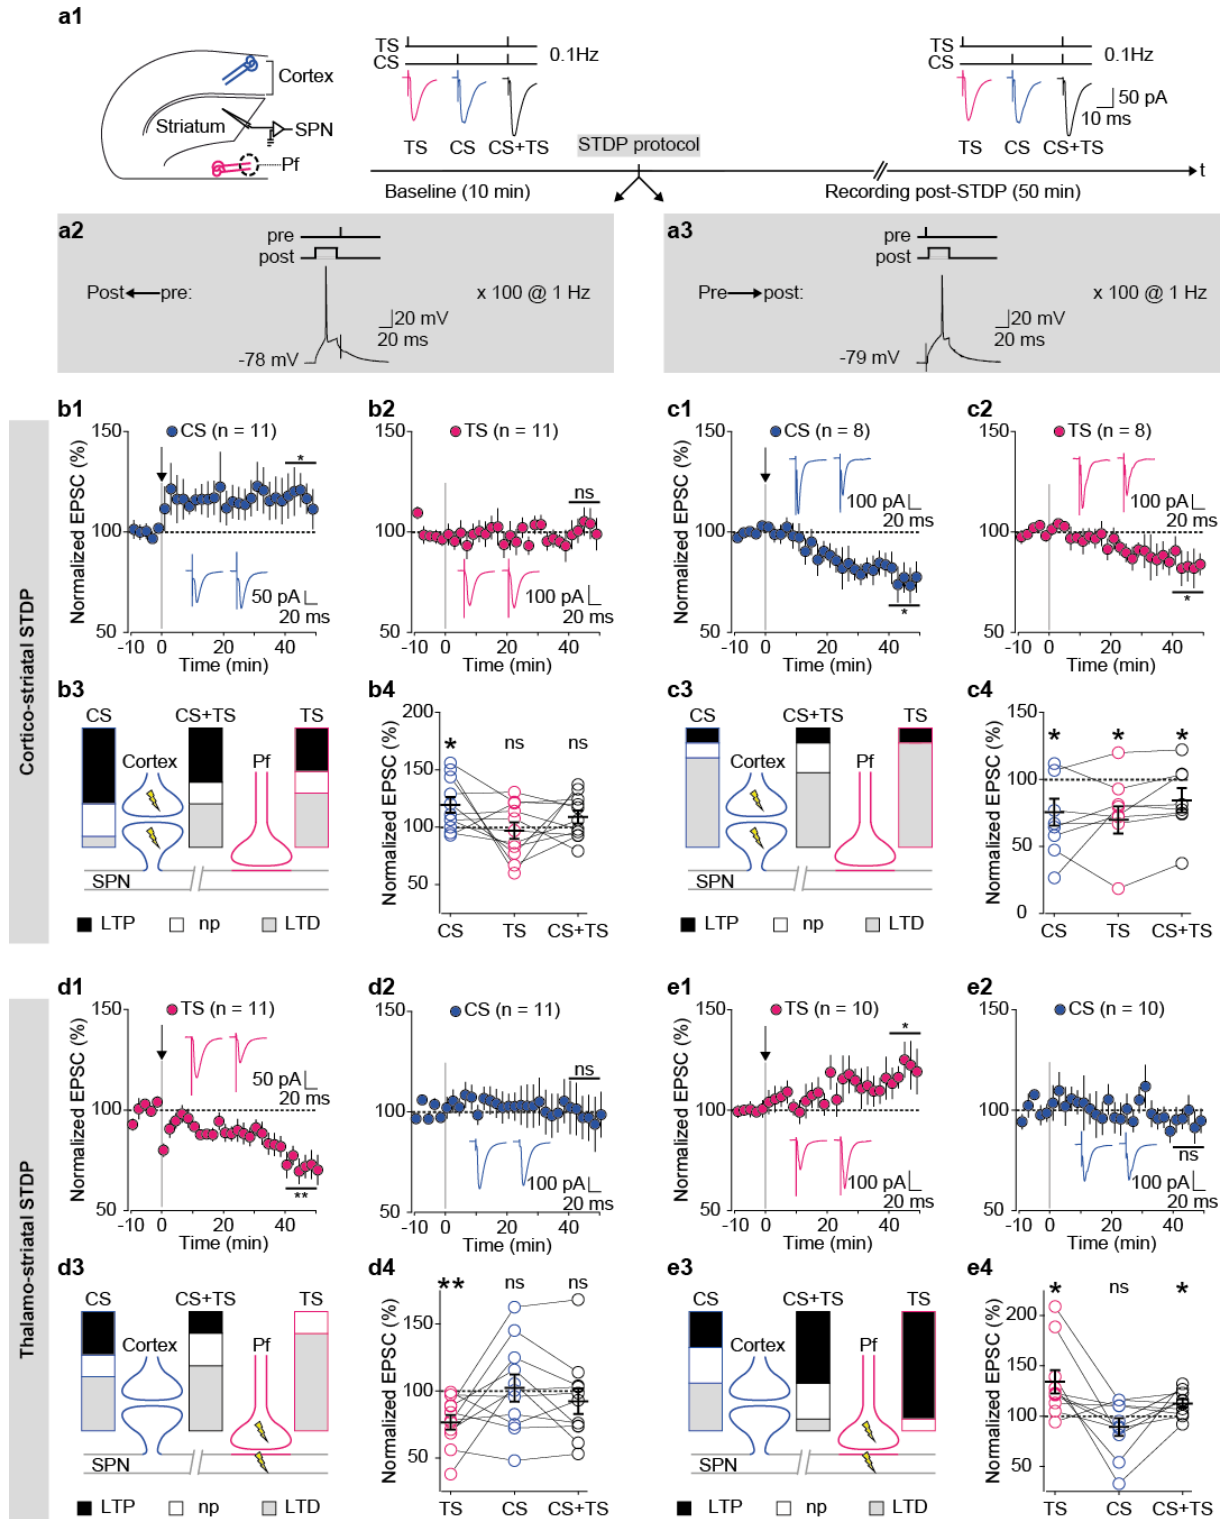 a1
TS
CS
0.1Hz
TS
CS
0.1Hz
Cortex
Striatum
SPN
Pf
50 pA
10 ms
TS CS CS+TS
STDP protocol
TS CS CS+TS
t
Baseline (10 min)
Recording post-STDP (50 min)
a2
pre
post
Post pre:
x 100 @ 1 Hz
20 mV
20 ms
-78 mV
a3
pre
post
Pre post:
x 100 @ 1 Hz
20 mV
20 ms
-79 mV
Cortico-striatal STDP
b1
Normalized EPSC (%)
150
100
50
CS (n = 11)
*
50 pA
20 ms
-10 0 20 40
Time (min)
b2
150
100
50
TS (n = 11)
ns
100 pA
20 ms
-10 0 20 40
Time (min)
c1
Normalized EPSC (%)
150
100
50
CS (n = 8)
100 pA
20 ms
*
-10 0 20 40
Time (min)
c2
150
100
50
TS (n = 8)
100 pA
20 ms
*
-10 0 20 40
Time (min)
b3
CS
CS+TS
TS
Cortex
Pf
SPN
LTP np LTD
b4
Normalized EPSC (%)
200
150
100
50
* ns ns
CS TS CS+TS
c3
CS
CS+TS
TS
Cortex
Pf
SPN
LTP np LTD
c4
Normalized EPSC (%)
150
100
50
0
* * *
CS TS CS+TS
Thalamo-striatal STDP
d1
Normalized EPSC (%)
150
100
50
TS (n = 11)
50 pA
20 ms
**
-10 0 20 40
Time (min)
d2
150
100
50
CS (n = 11)
ns
100 pA
20 ms
-10 0 20 40
Time (min)
e1
Normalized EPSC (%)
150
100
50
TS (n = 10)
*
100 pA
20 ms
-10 0 20 40
Time (min)
e2
150
100
50
CS (n = 10)
ns
100 pA
20 ms
-10 0 20 40
Time (min)
d3
CS
CS+TS
TS
Cortex
Pf
SPN
LTP np LTD
d4
Normalized EPSC (%)
150
100
50
** ns ns
TS CS CS+TS
e3
CS
CS+TS
TS
Cortex
Pf
SPN
LTP np LTD
e4
Normalized EPSC (%)
200
150
100
50
* ns *
TS CS CS+TS